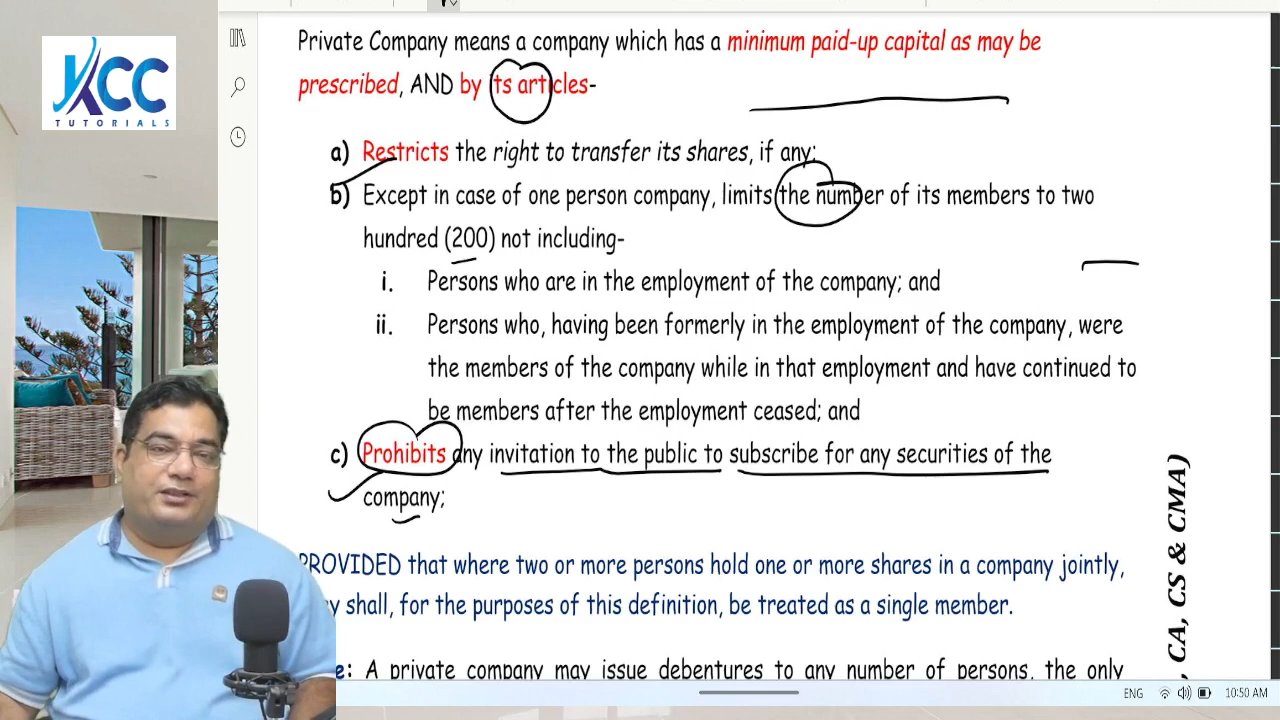 KCC
TUTORIALS
Private Company means a company which has a minimum paid-up capital as may be
prescribed, AND by its articles-
a) Restricts the right to transfer its shares, if any;
b) Except in case of one person company, limits the number of its members to two
hundred (200) not including-
i. Persons who are in the employment of the company; and
ii. Persons who, having been formerly in the employment of the company, were
the members of the company while in that employment and have continued to
be members after the employment ceased; and
c) Prohibits any invitation to the public to subscribe for any securities of the
company;
PROVIDED that where two or more persons hold one or more shares in a company jointly,
shall, for the purposes of this definition, be treated as a single member.
A private company may issue debentures to any number of persons, the only
, CA, CS & CMA)
ENG
10:50 AM